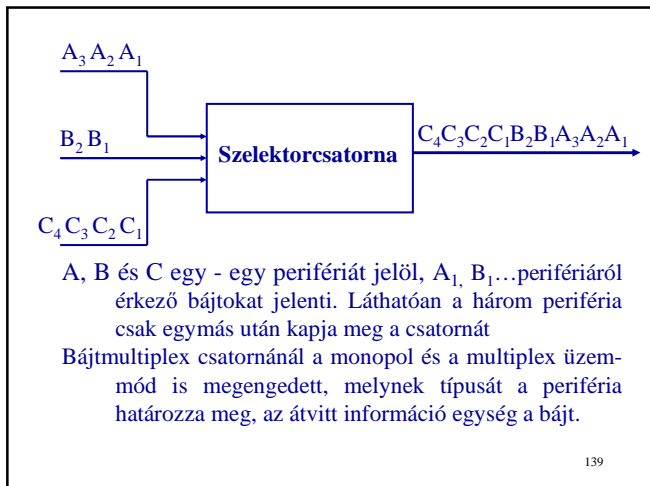 A₃ A₂ A₁
B₂ B₁
Szelektorcsatorna
C₄C₃C₂C₁B₂B₁A₃A₂A₁
C₄ C₃ C₂ C₁
A, B és C egy - egy perifériát jelöl, A₁, B₁…perifériáról
érkező bájtokat jelenti. Láthatóan a három periféria
csak egymás után kapja meg a csatornát
Bájtmultiplex csatornánál a monopol és a multiplex üzem-
mód is megengedett, melynek típusát a periféria
határozza meg, az átvitt információ egység a bájt.
139